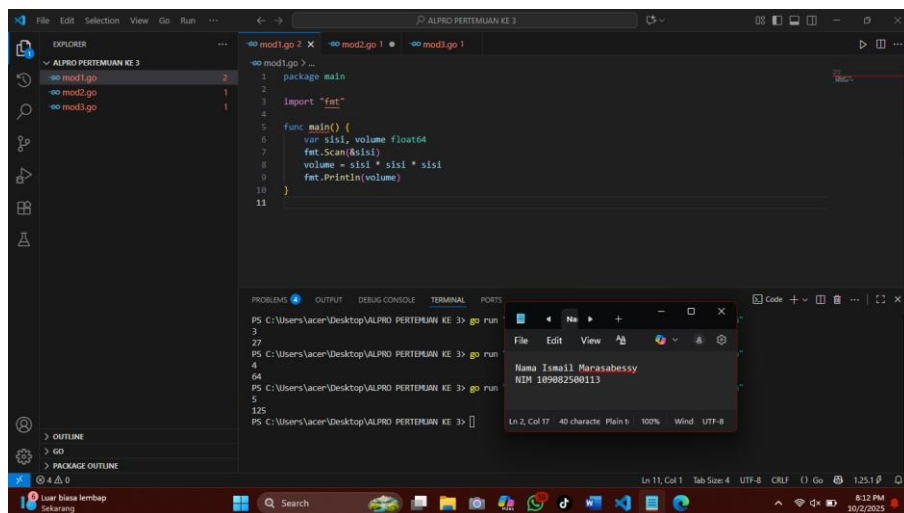 File Edit Selection View Go Run ...
ALPRO PERTEMUAN KE 3
EXPLORER
mod1.go 2
mod2.go 1
mod3.go 1
ALPRO PERTEMUAN KE 3
mod1.go 2
mod2.go 1
mod3.go 1
mod1.go > ...
1 package main
2
3 import "fmt"
4
5 func main() {
6 var sisi, volume float64
7 fmt.Scan(&sisi)
8 volume = sisi * sisi * sisi
9 fmt.Println(volume)
10 }
11
PROBLEMS 4 OUTPUT DEBUG CONSOLE TERMINAL PORTS
Code
PS C:\Users\acer\Desktop\ALPRO PERTEMUAN KE 3> go run "
3
27
PS C:\Users\acer\Desktop\ALPRO PERTEMUAN KE 3> go run "
4
64
PS C:\Users\acer\Desktop\ALPRO PERTEMUAN KE 3> go run "
5
125
PS C:\Users\acer\Desktop\ALPRO PERTEMUAN KE 3>
Na
File Edit View
Nama Ismail Marasabessy
NIM 109082500113
Ln 2, Col 17 40 characte Plain t 100% Wind UTF-8
OUTLINE
GO
PACKAGE OUTLINE
4 0
Ln 11, Col 1 Tab Size: 4 UTF-8 CRLF {} Go 1.25.1
6
Luar biasa lembap
Sekarang
Search
8:12 PM
10/2/2025